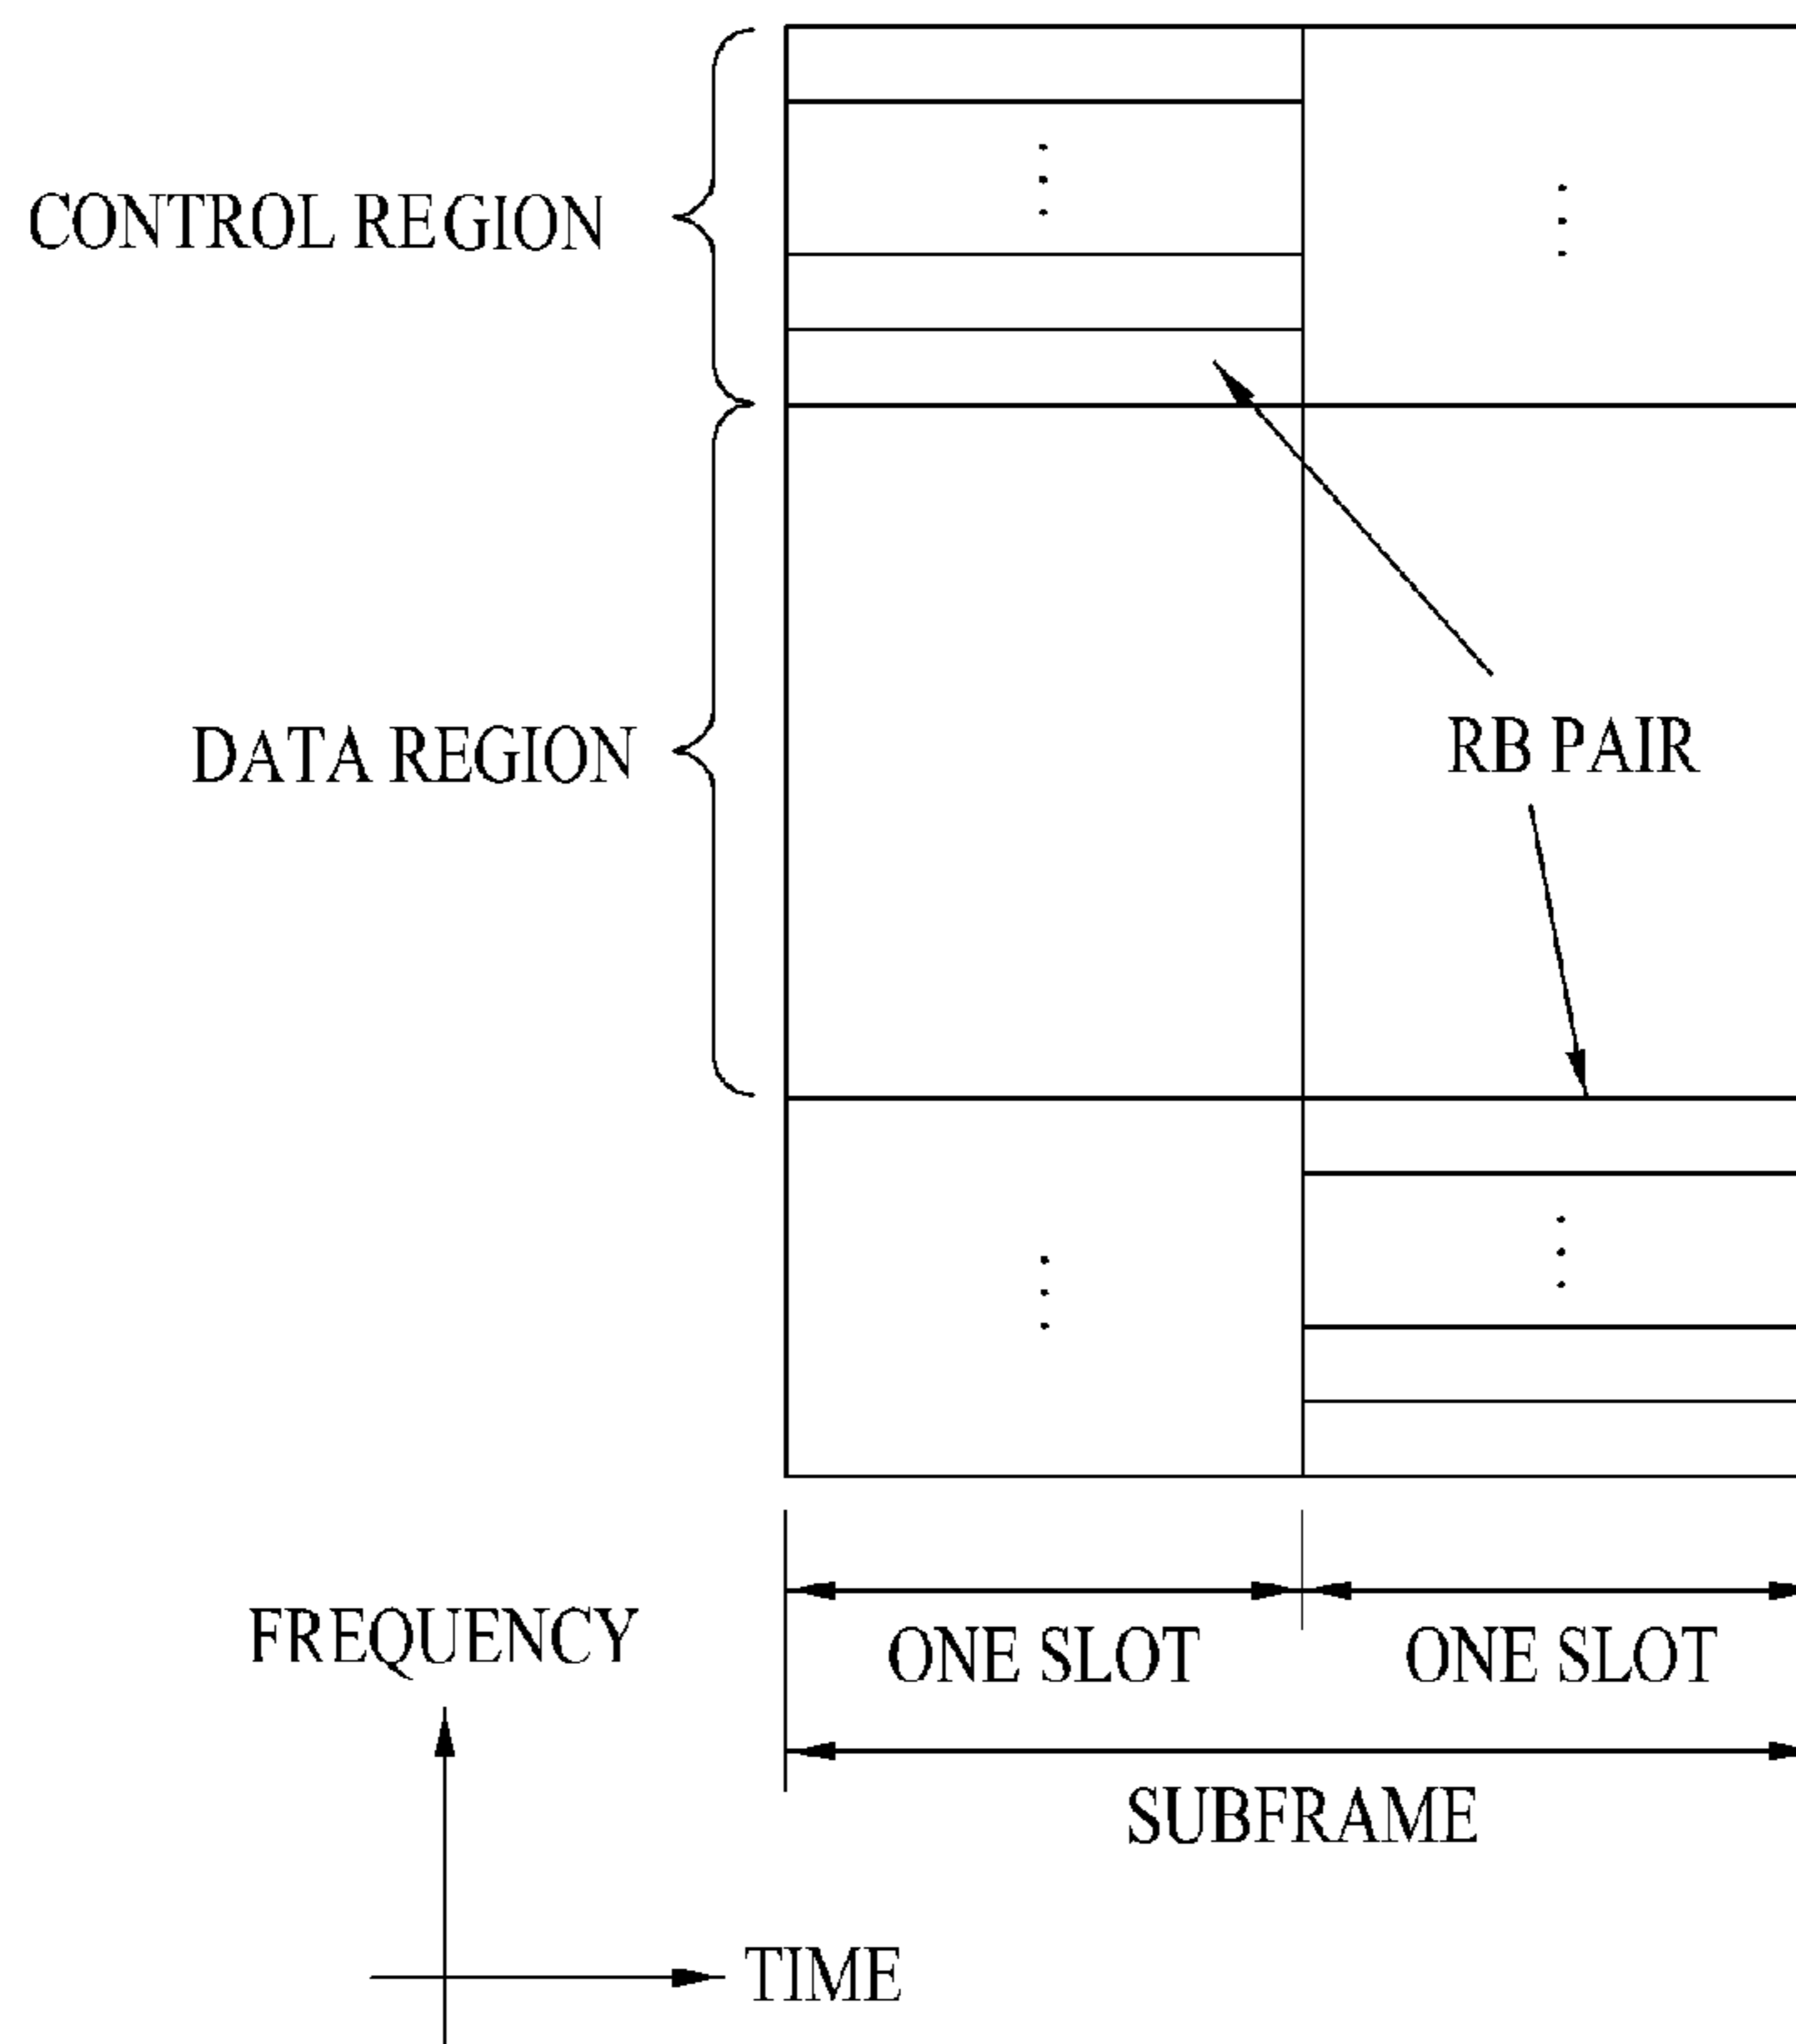 CONTROL REGION
DATA REGION
RB PAIR
FREQUENCY
ONE SLOT
ONE SLOT
SUBFRAME
TIME